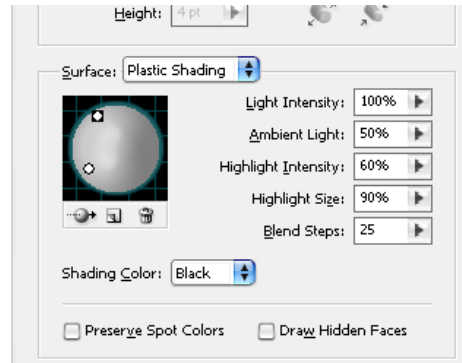 Height: 4 pt
Surface: Plastic Shading
Light Intensity: 100%
Ambient Light: 50%
Highlight Intensity: 60%
Highlight Size: 90%
Blend Steps: 25
Shading Color: Black
Preserve Spot Colors Draw Hidden Faces